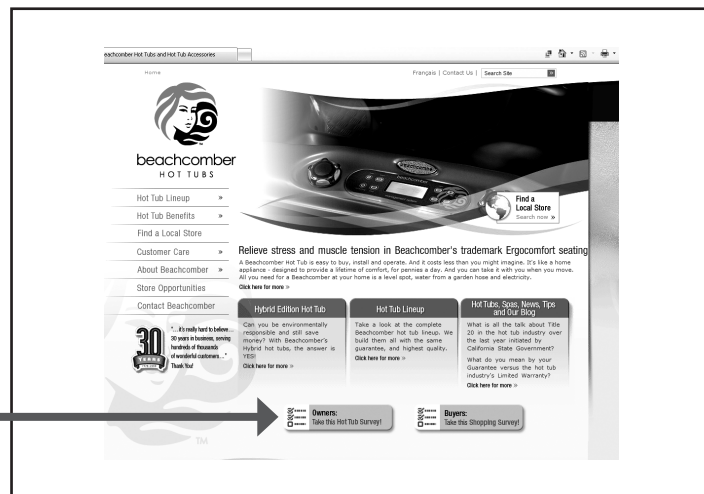 eachcomber Hot Tubs and Hot Tub Accessories
Home
Français | Contact Us | Search Site
beachcomber
HOT TUBS
Hot Tub Lineup »
Hot Tub Benefits »
Find a Local Store
Customer Care »
About Beachcomber »
Store Opportunities
Contact Beachcomber
beachcomber
Find a
Local Store
Search now »
Relieve stress and muscle tension in Beachcomber's trademark Ergocomfort seating
A Beachcomber Hot Tub is easy to buy, install and operate. And it costs less than you might imagine. It's like a home
appliance - designed to provide a lifetime of comfort, for pennies a day. And you can take it with you when you move.
All you need for a Beachcomber at your home is a level spot, water from a garden hose and electricity.
Click here for more »
30
YEARS
"... it's really hard to believe...
30 years in business, serving
hundreds of thousands
of wonderful customers..."
Thank You!
Hybrid Edition Hot Tub
Can you be environmentally
responsible and still save
money? With Beachcomber's
Hybrid hot tubs, the answer is
YES!
Click here for more »
Hot Tub Lineup
Take a look at the complete
Beachcomber hot tub lineup. We
build them all with the same
guarantee, and highest quality.
Click here for more »
Hot Tubs, Spas, News, Tips
and Our Blog
What is all the talk about Title
20 in the hot tub industry over
the last year initiated by
California State Government?
What do you mean by your
Guarantee versus the hot tub
industry's Limited Warranty?
Click here for more »
Owners:
Take this Hot Tub Survey!
Buyers:
Take this Shopping Survey!
TM